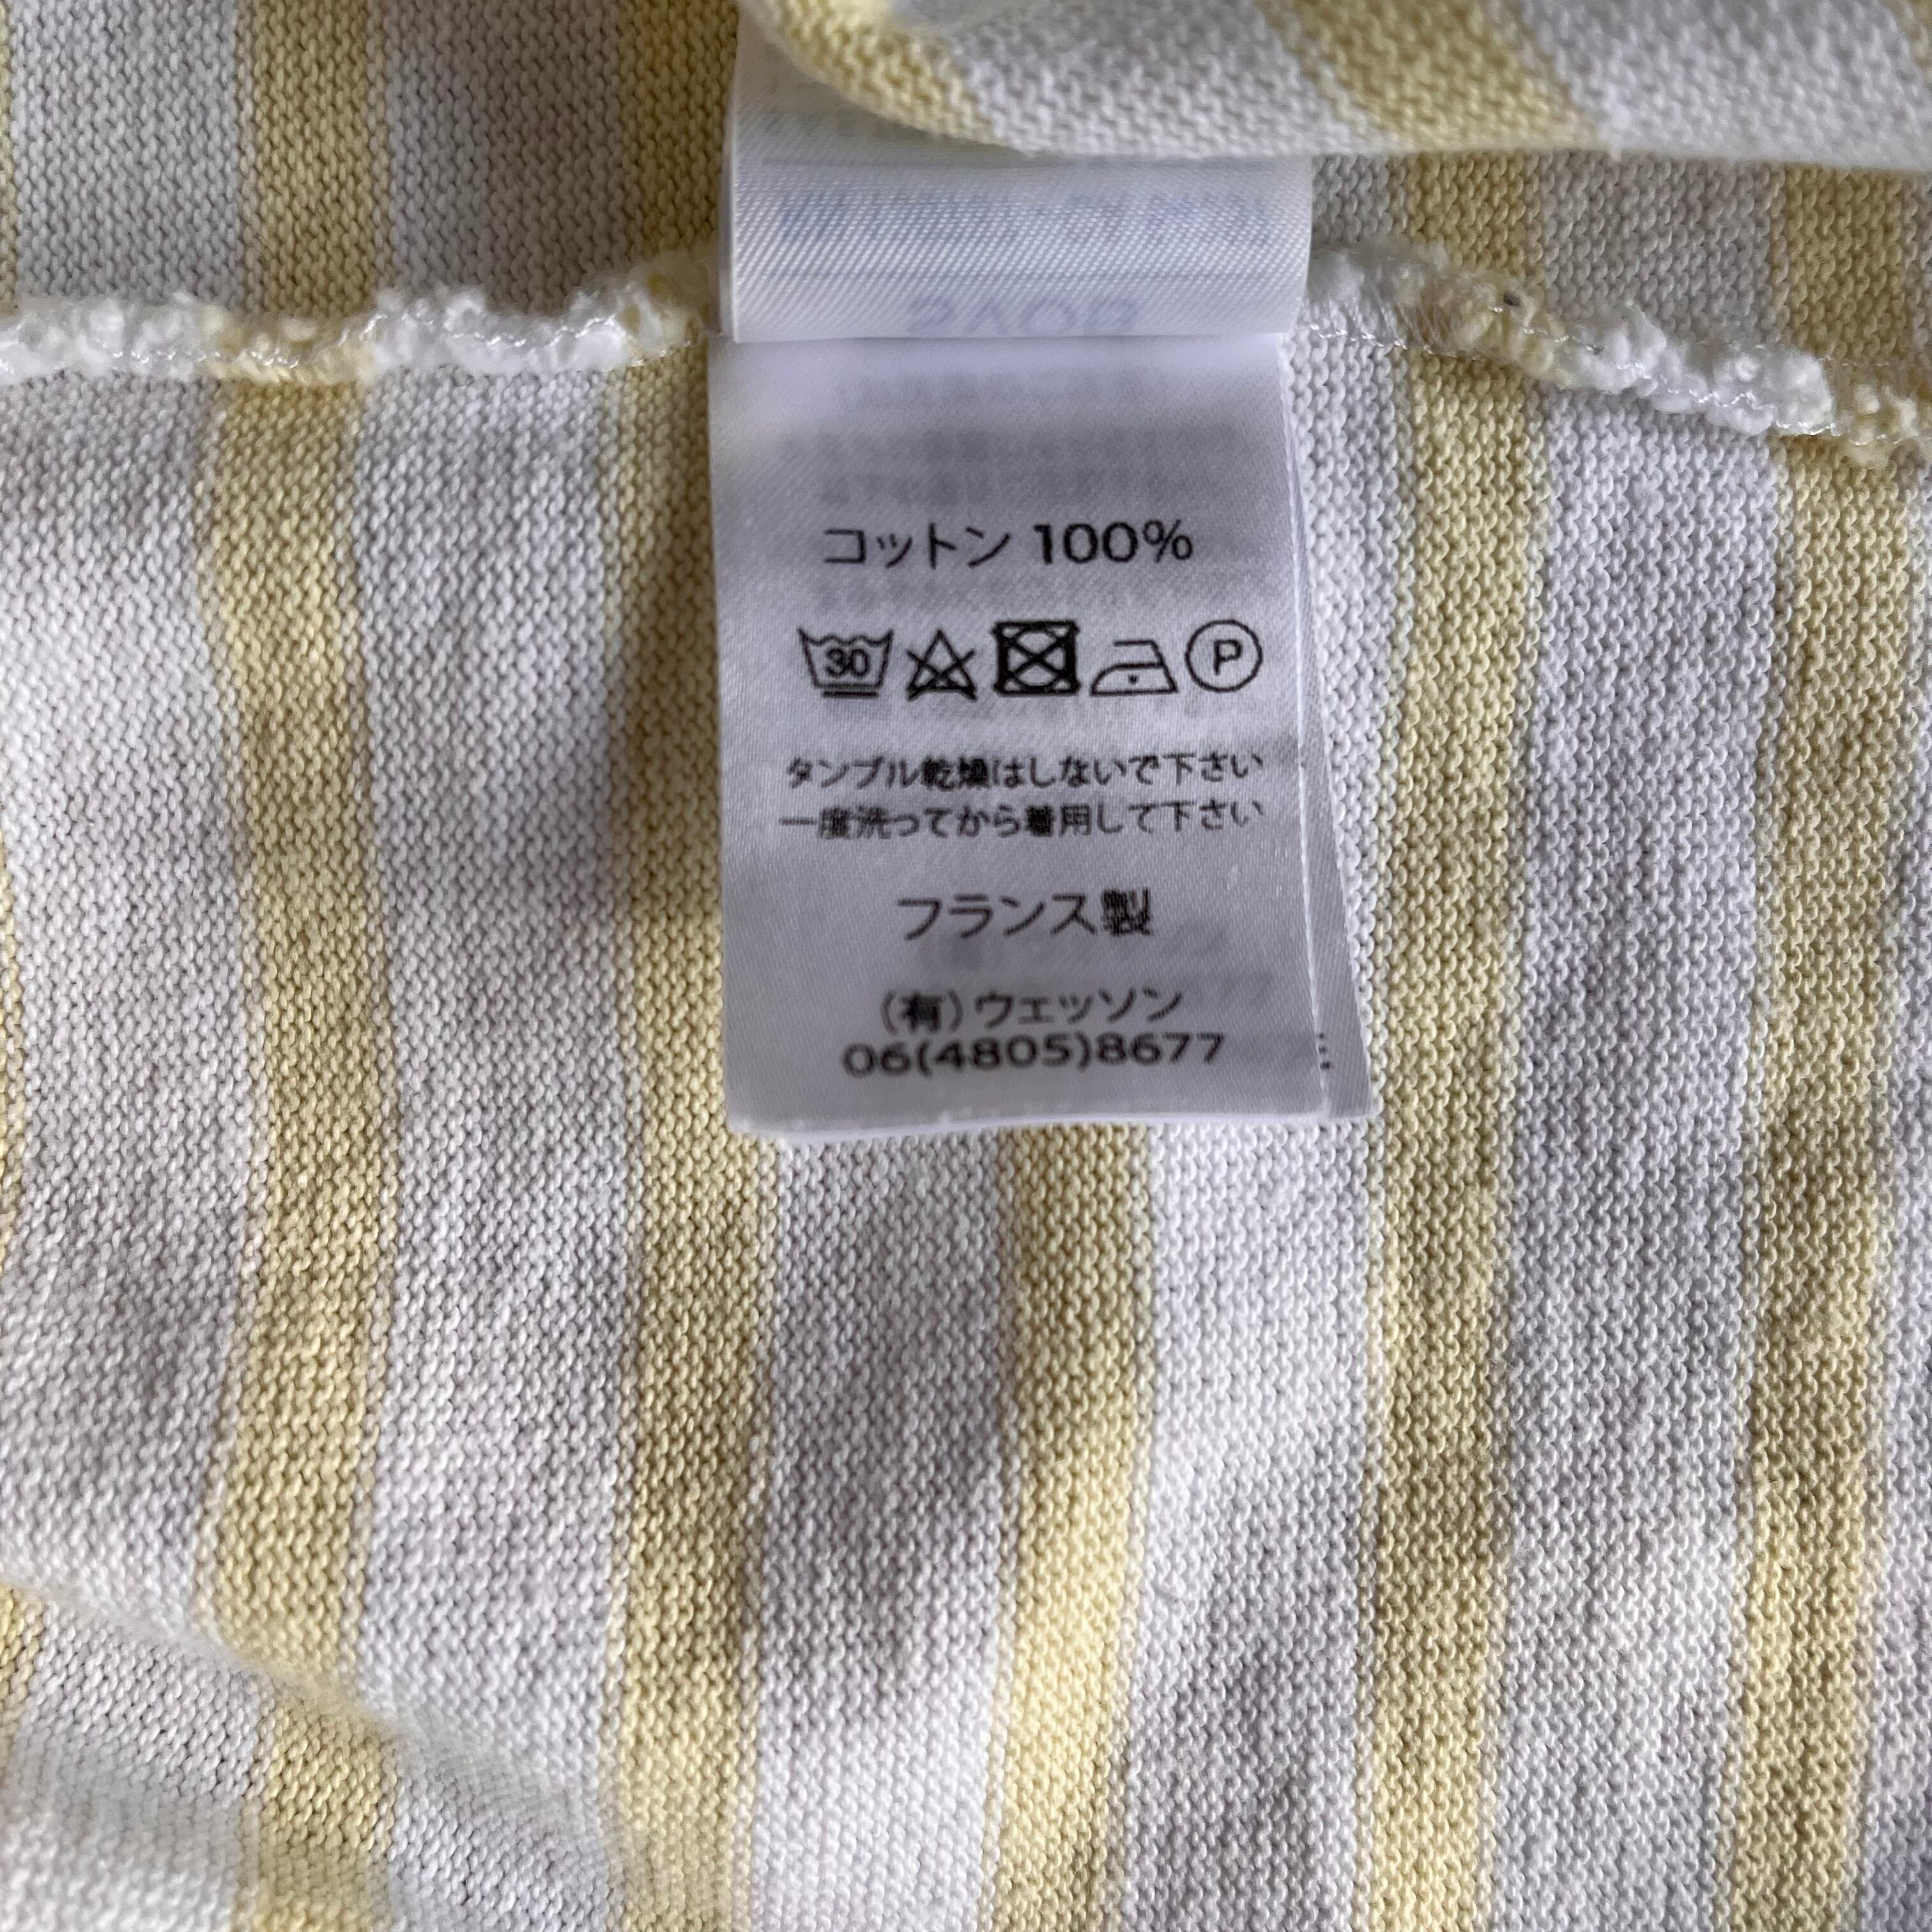 コットン 100%
30 P
タンブル乾燥はしないで下さい
一度洗ってから着用して下さい
フランス製
(有)ウェッソン
06(4805)8677